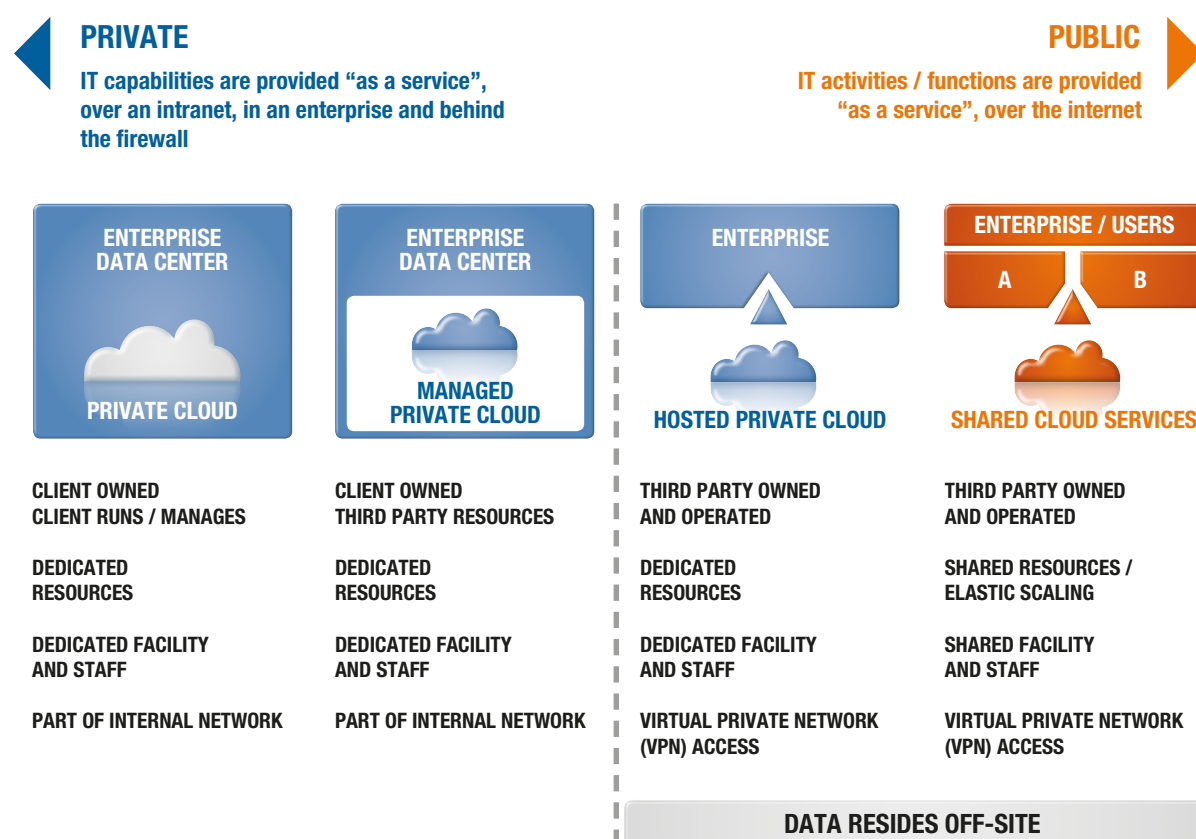 PRIVATE
IT capabilities are provided “as a service”,
over an intranet, in an enterprise and behind
the firewall
PUBLIC
IT activities / functions are provided
“as a service”, over the internet
ENTERPRISE
DATA CENTER
PRIVATE CLOUD
ENTERPRISE
DATA CENTER
MANAGED
PRIVATE CLOUD
ENTERPRISE
HOSTED PRIVATE CLOUD
ENTERPRISE / USERS
A
B
SHARED CLOUD SERVICES
CLIENT OWNED
CLIENT RUNS / MANAGES
DEDICATED
RESOURCES
DEDICATED FACILITY
AND STAFF
PART OF INTERNAL NETWORK
CLIENT OWNED
THIRD PARTY RESOURCES
DEDICATED
RESOURCES
DEDICATED FACILITY
AND STAFF
PART OF INTERNAL NETWORK
THIRD PARTY OWNED
AND OPERATED
DEDICATED
RESOURCES
DEDICATED FACILITY
AND STAFF
VIRTUAL PRIVATE NETWORK
(VPN) ACCESS
THIRD PARTY OWNED
AND OPERATED
SHARED RESOURCES /
ELASTIC SCALING
SHARED FACILITY
AND STAFF
VIRTUAL PRIVATE NETWORK
(VPN) ACCESS
DATA RESIDES OFF-SITE